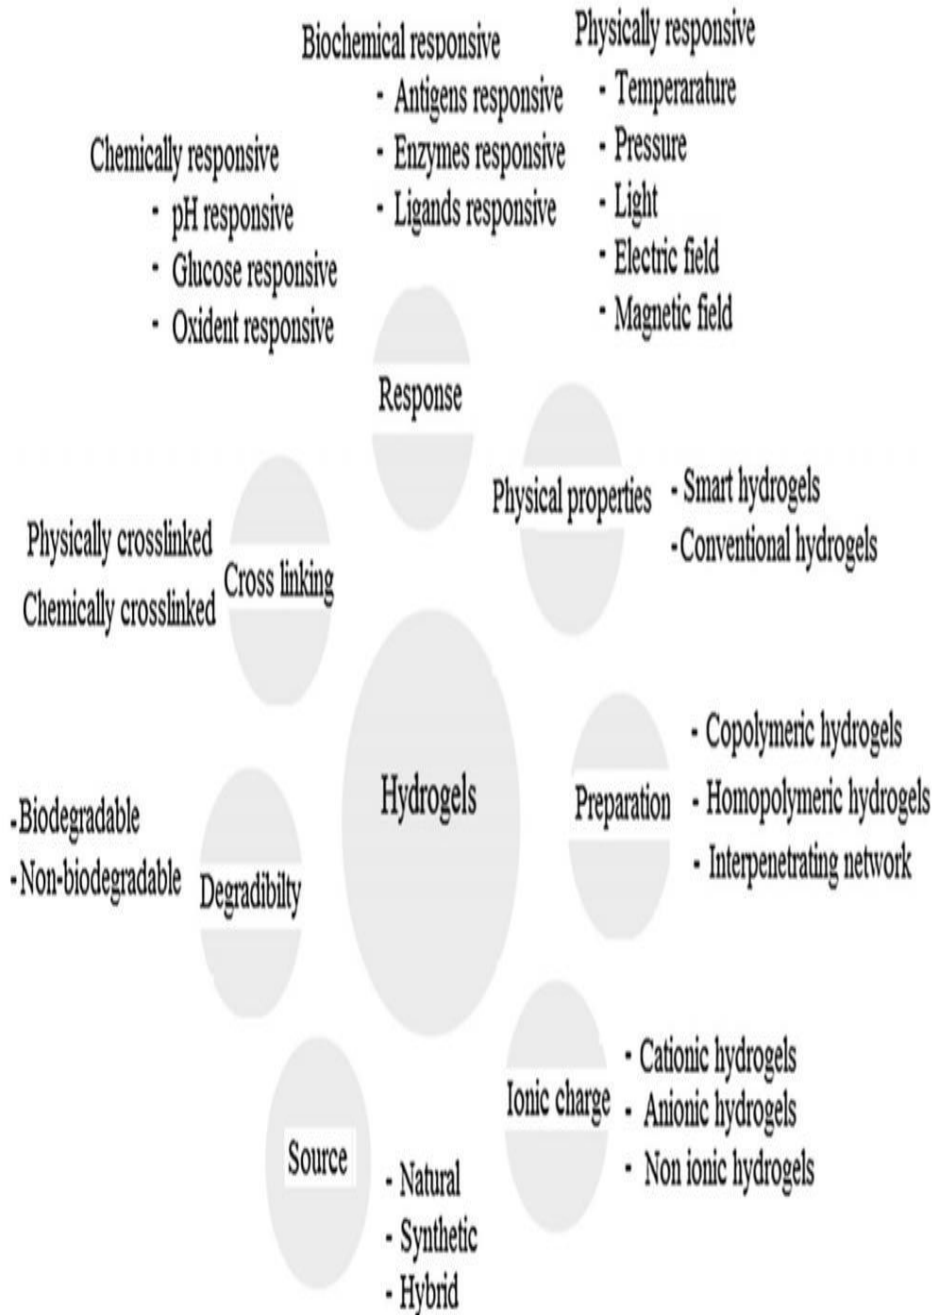 Biochemical responsive
- Antigens responsive
- Enzymes responsive
- Ligands responsive
Physically responsive
- Temperarature
- Pressure
- Light
- Electric field
- Magnetic field
Chemically responsive
- pH responsive
- Glucose responsive
- Oxident responsive
Response
Physical properties
- Smart hydrogels
-Conventional hydrogels
Physically crosslinked
Chemically crosslinked
Cross linking
Hydrogels
Preparation
- Copolymeric hydrogels
- Homopolymeric hydrogels
- Interpenetrating network
-Biodegradable
-Non-biodegradable
Degradibilty
Ionic charge
- Cationic hydrogels
- Anionic hydrogels
- Non ionic hydrogels
Source
- Natural
- Synthetic
- Hybrid